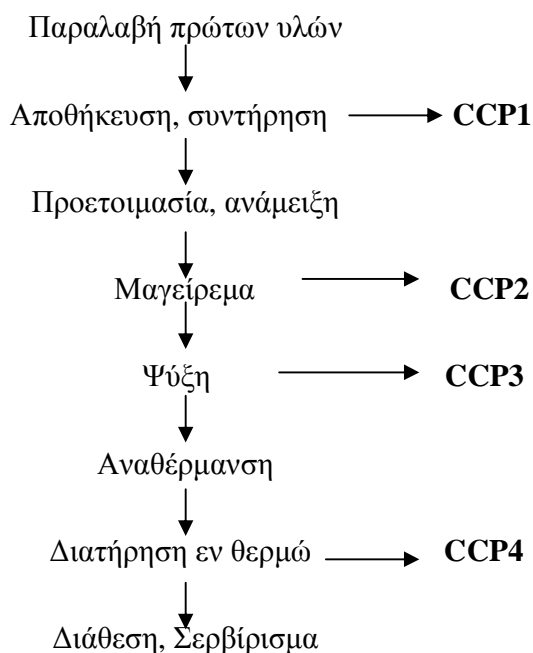 Παραλαβή πρώτων υλών
Αποθήκευση, συντήρηση CCP1
Προετοιμασία, ανάμειξη
Μαγείρεμα CCP2
Ψύξη CCP3
Αναθέρμανση
Διατήρηση εν θερμώ CCP4
Διάθεση, Σερβίρισμα